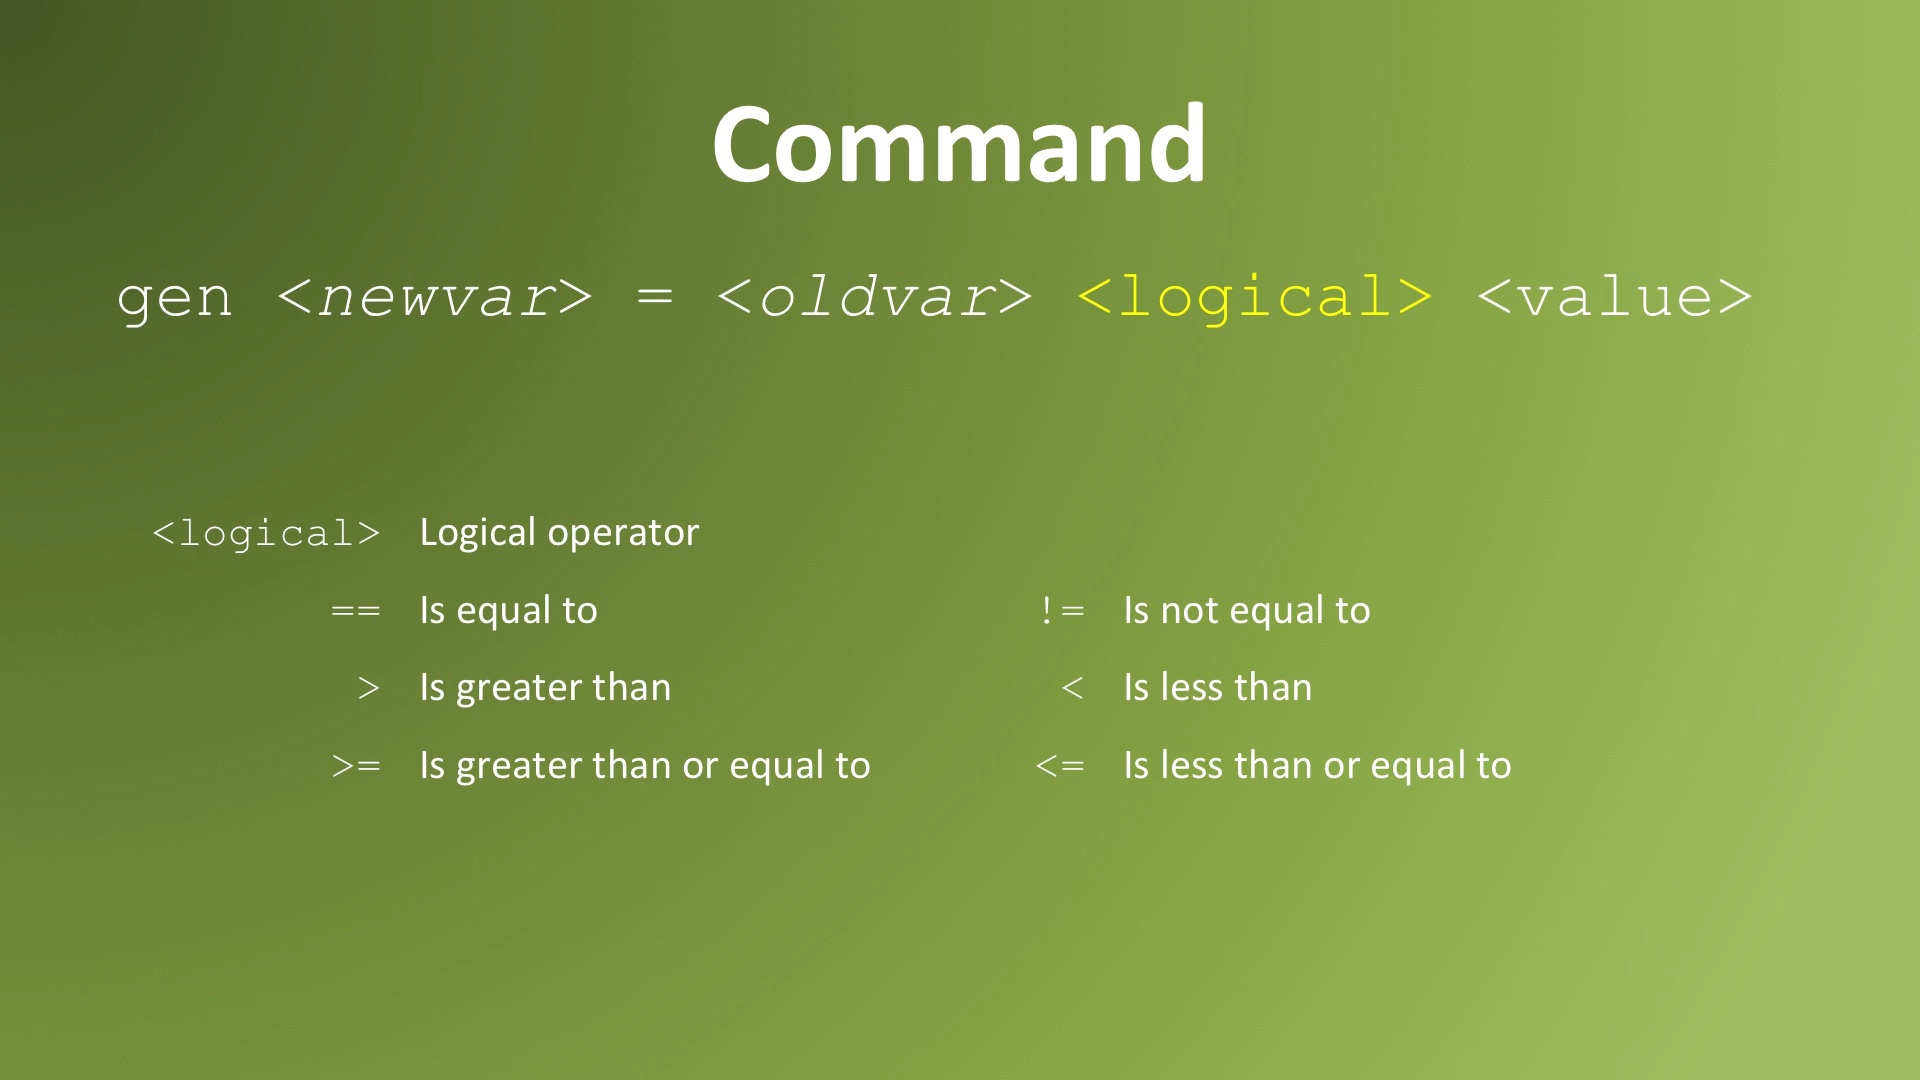 Command
gen <newvar> = <oldvar> <logical> <value>
<logical> Logical operator
== Is equal to != Is not equal to
> Is greater than < Is less than
>= Is greater than or equal to <= Is less than or equal to